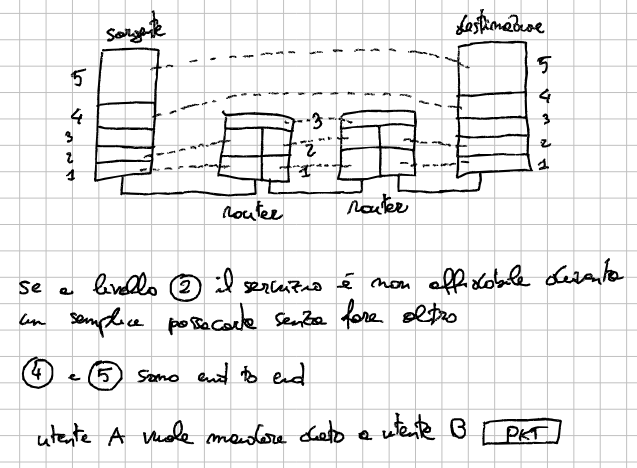 sorgente
destinazione
5
4
3
2
1
3
2
1
5
4
3
2
1
router
router
se a livello 2 il servizio é non affidabile diventa
un semplice passacarte senza fare altro
4 e 5 sono end to end
utente A vuole mandare dato a utente B PKT